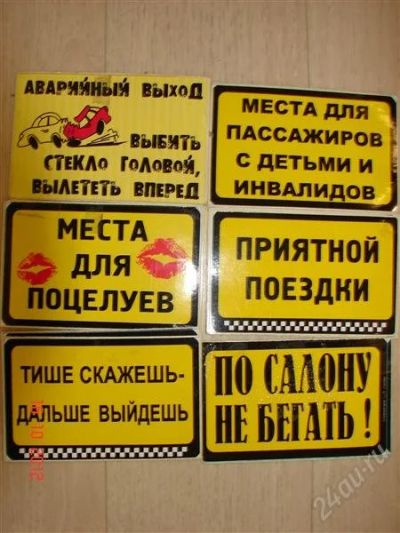 АВАРИЙНЫЙ ВЫХОД
ВЫБИТЬ
СТЕКЛО ГОЛОВОЙ,
ВЫЛЕТЕТЬ ВПЕРЕД
МЕСТА ДЛЯ
ПАССАЖИРОВ
С ДЕТЬМИ И
ИНВАЛИДОВ
МЕСТА
ДЛЯ
ПОЦЕЛУЕВ
ПРИЯТНОЙ
ПОЕЗДКИ
ТИШЕ СКАЖЕШЬ-
ДАЛЬШЕ ВЫЙДЕШЬ
ПО САЛОНУ
НЕ БЕГАТЬ!
24au.ru